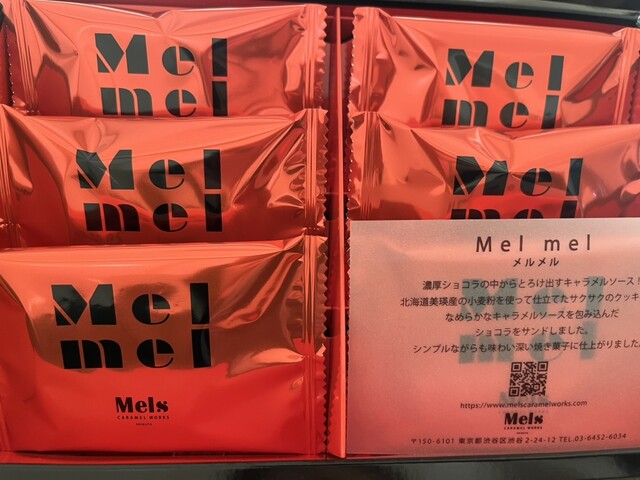 Mel
mel
Mel
mel
Mel
mel
Mel
mel
Mel
mel
Mels
CARAMEL WORKS
SHIBUYA
Mel mel
メルメル
濃厚ショコラの中からとろけ出すキャラメルソース!
北海道美瑛産の小麦粉を使って仕立てたサクサクのクッキ
なめらかなキャラメルソースを包み込んだ
ショコラをサンドしました。
シンプルながらも味わい深い焼き菓子に仕上がりました
https://www.melscaramelworks.com
Mels
CARAMEL WORKS
〒150-6101 東京都渋谷区渋谷 2-24-12 TEL.03-6452-6034